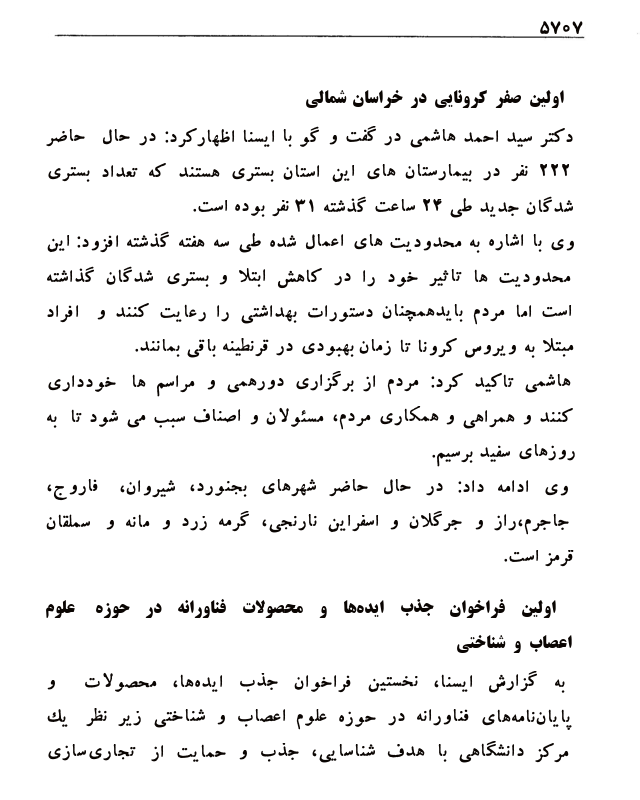 ۵۷۰۷
اولین صفر کرونایی در خراسان شمالی
دکتر سید احمد هاشمی در گفت و گو با ایسنا اظهارکرد: در حال حاضر
۲۲۲ نفر در بیمارستان های این استان بستری هستند که تعداد بستری
شدگان جدید طی ۲۴ ساعت گذشته ۳۱ نفر بوده است.
وی با اشاره به محدودیت های اعمال شده طی سه هفته گذشته افزود: این
محدودیت ها تاثیر خود را در کاهش ابتلا و بستری شدگان گذاشته
است اما مردم بایدهمچنان دستورات بهداشتی را رعایت کنند و افراد
مبتلا به ویروس کرونا تا زمان بهبودی در قرنطینه باقی بمانند.
هاشمی تاکید کرد: مردم از برگزاری دورهمی و مراسم ها خودداری
کنند و همراهی و همکاری مردم، مسئولان و اصناف سبب می شود تا به
روزهای سفید برسیم.
وی ادامه داد: در حال حاضر شهرهای بجنورد، شیروان، فاروج،
جاجرم،راز و جرگلان و اسفراین نارنجی، گرمه زرد و مانه و سملقان
قرمز است.
اولین فراخوان جذب ایده‌ها و محصولات فناورانه در حوزه علوم
اعصاب و شناختی
به گزارش ایسنا، نخستین فراخوان جذب ایده‌ها، محصولات و
پایان‌نامه‌های فناورانه در حوزه علوم اعصاب و شناختی زیر نظر یك
مرکز دانشگاهی با هدف شناسایی، جذب و حمایت از تجاری‌سازی